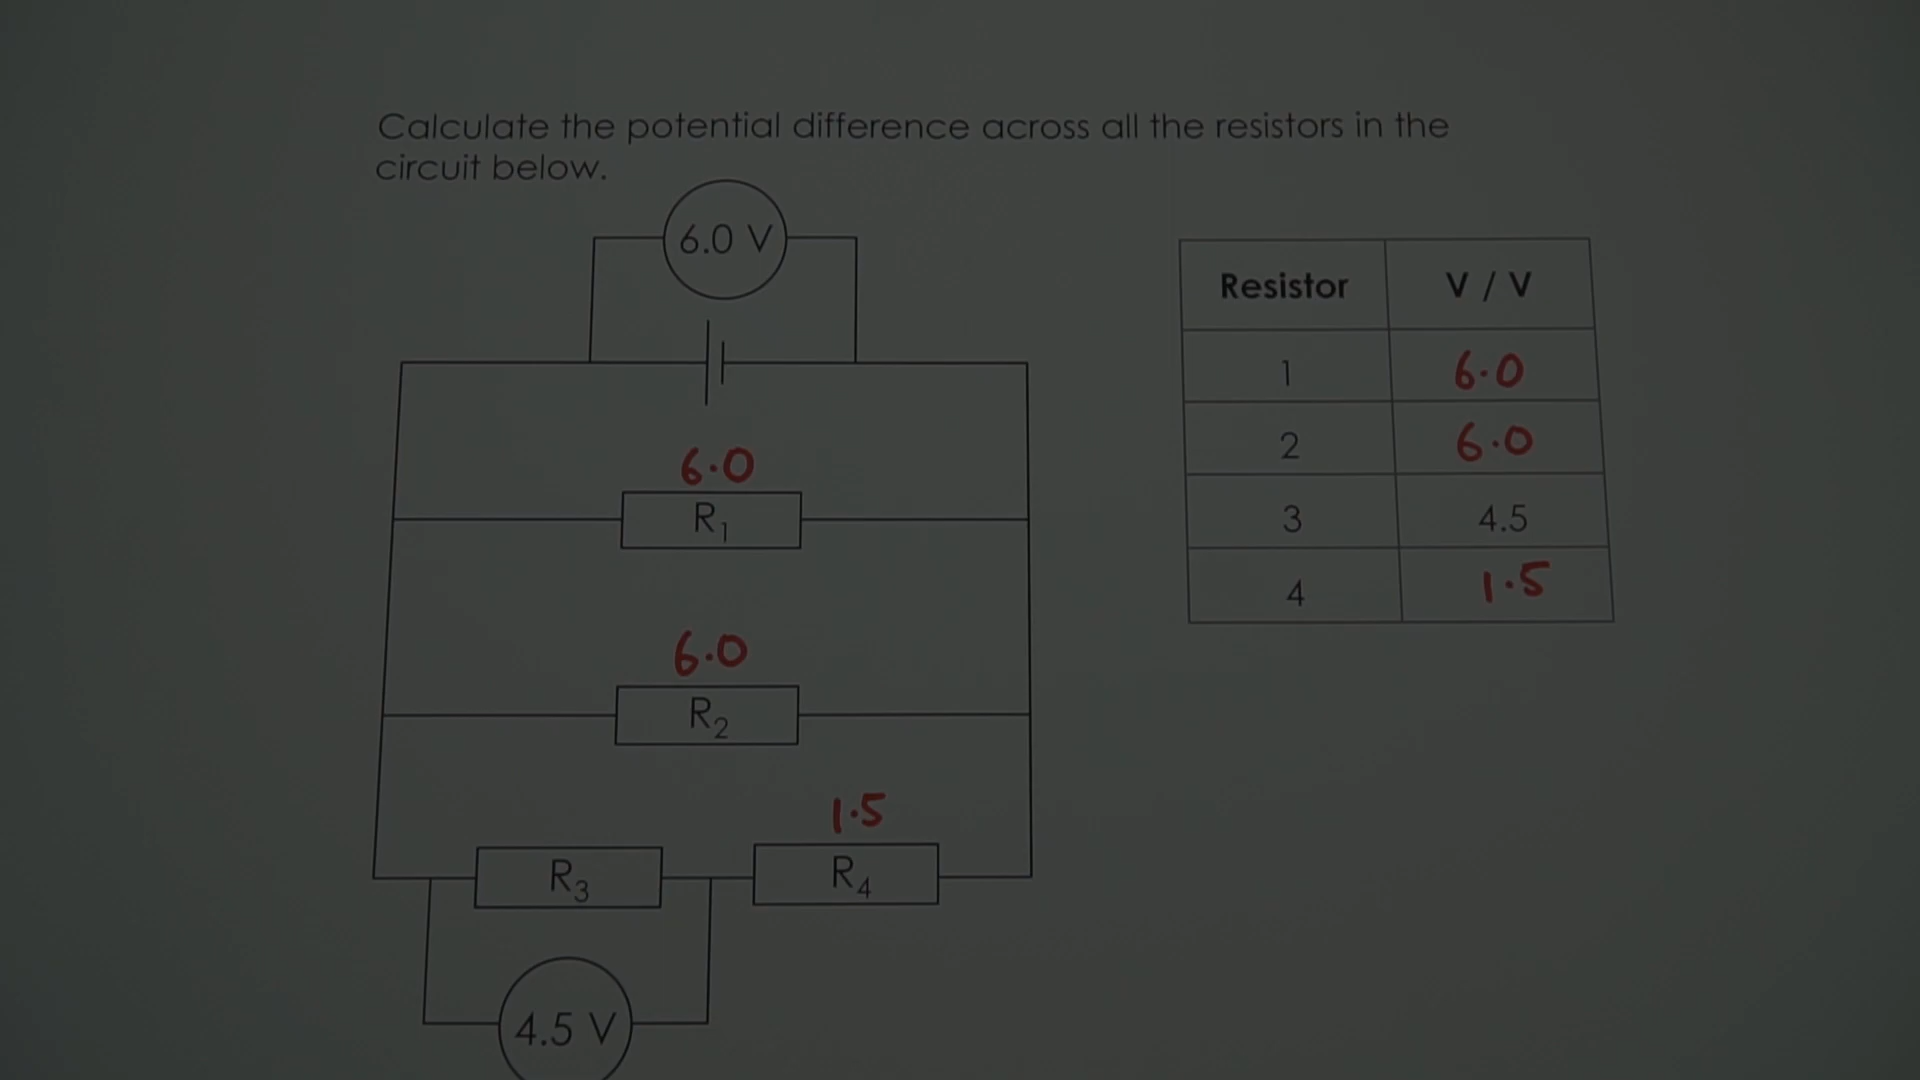 Calculate the potential difference across all the resistors in the
circuit below.
6.0 V
6.0
R₁
6.0
R₂
1.5
R₃
R₄
4.5 V
Resistor V / V
1 6.0
2 6.0
3 4.5
4 1.5